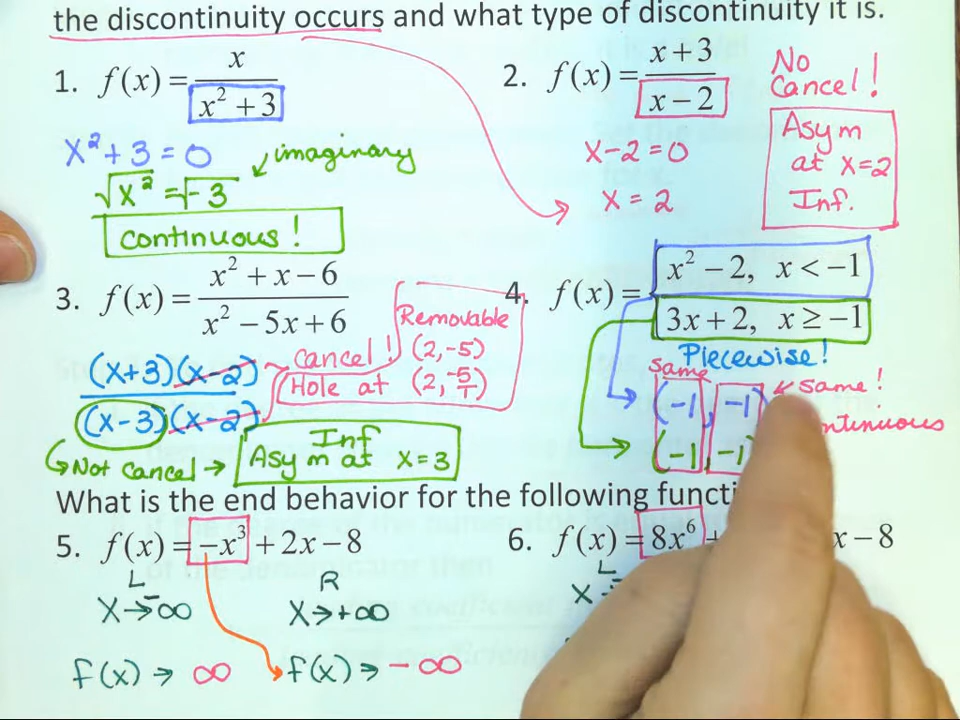 the discontinuity occurs and what type of discontinuity it is.
1. f(x) = x / (x² + 3)
x² + 3 = 0
√x² = √-3
imaginary
continuous!
2. f(x) = (x + 3) / (x − 2)
x-2 = 0
x = 2
No Cancel!
Asym
at x=2
Inf.
3. f(x) = (x² + x − 6) / (x² − 5x + 6)
(x+3)(x-2)
(x-3)(x-2)
Cancel!
Hole at (2, -5/1)
Removable
(2,-5)
Not Cancel →
Inf
Asym at x=3
4. f(x) =
x² − 2, x < −1
3x + 2, x ≥ −1
Piecewise!
same
(-1, -1)
(-1, -1)
same!
What is the end behavior for the following
5. f(x) = −x³ + 2x − 8
L
x → -∞
R
x → +∞
f(x) → ∞
f(x) → -∞
6. f(x) = 8x⁶ +
x − 8
L
x